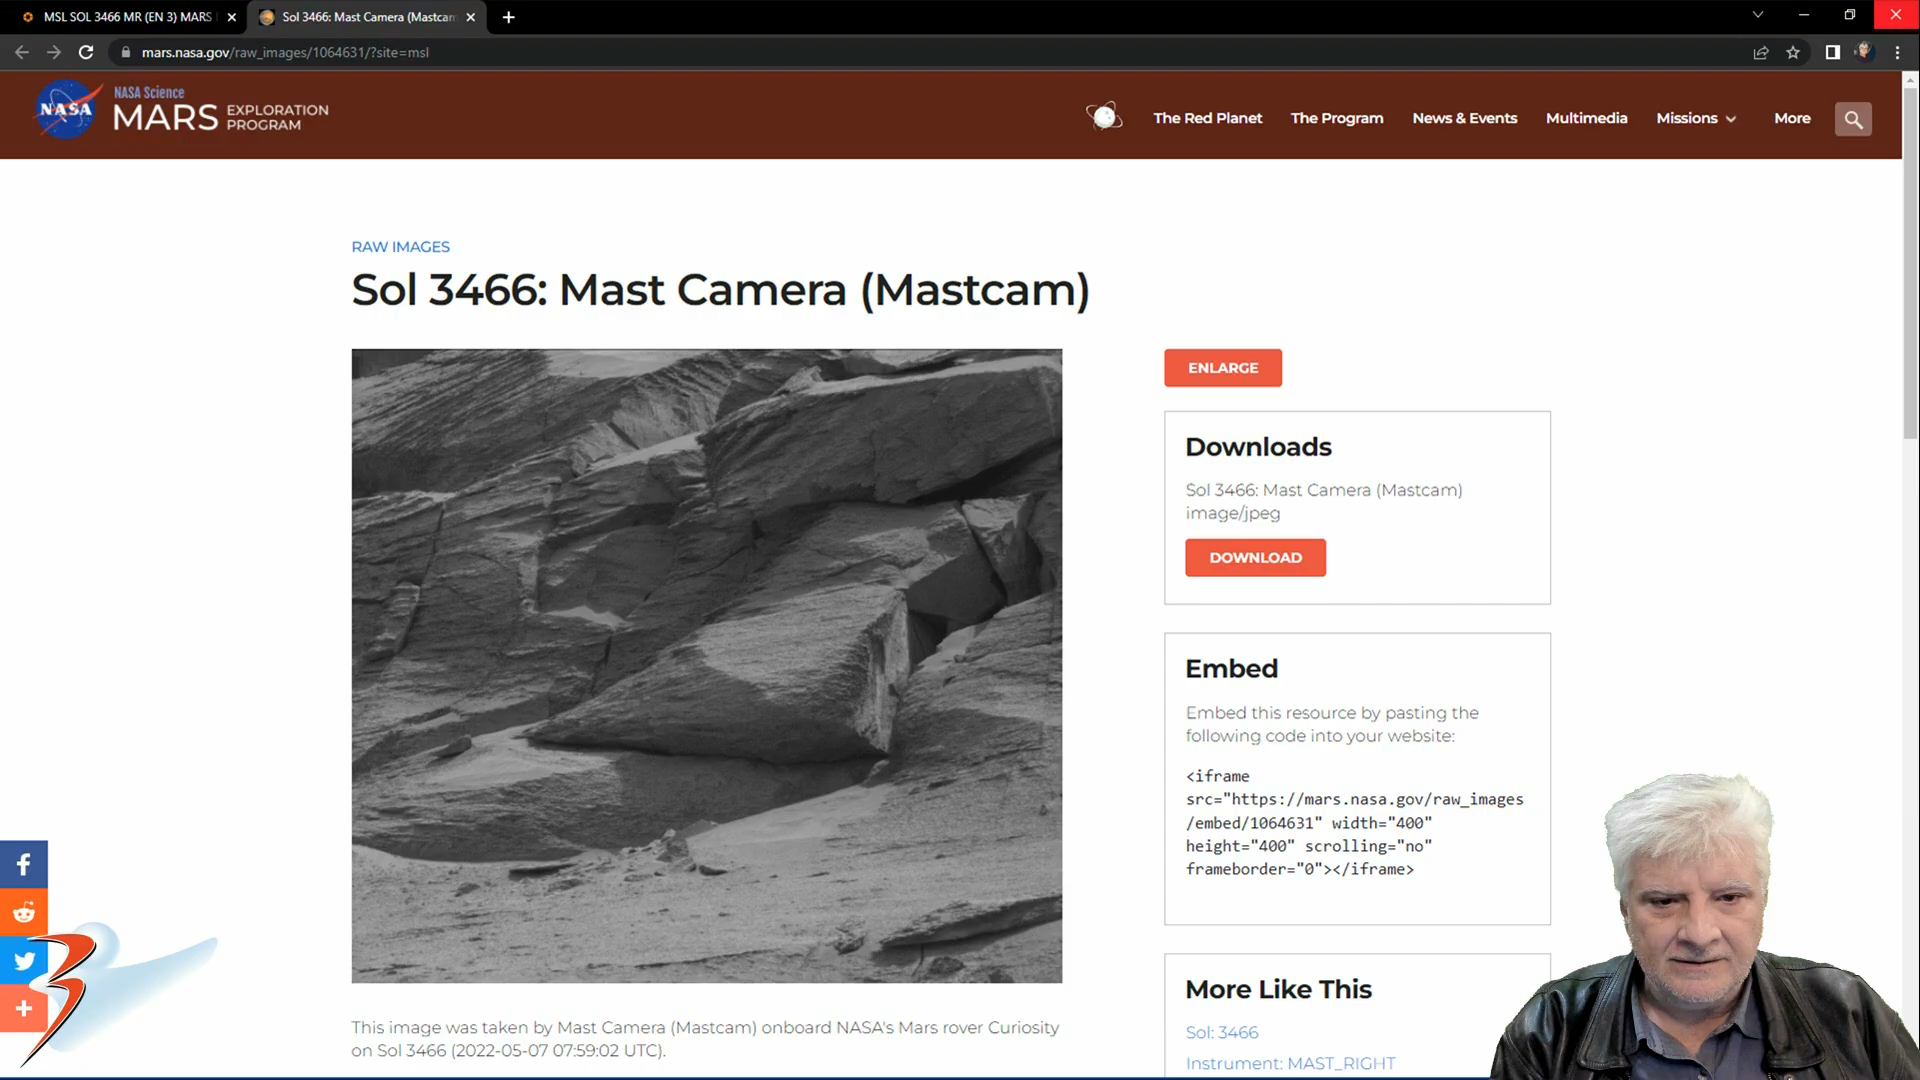 MSL SOL 3466 MR (EN 3) MARS
Sol 3466: Mast Camera (Mastcam
mars.nasa.gov/raw_images/1064631/?site=msl
NASA
NASA Science
MARS EXPLORATION
PROGRAM
The Red Planet
The Program
News & Events
Multimedia
Missions
More
RAW IMAGES
Sol 3466: Mast Camera (Mastcam)
ENLARGE
Downloads
Sol 3466: Mast Camera (Mastcam)
image/jpeg
DOWNLOAD
Embed
Embed this resource by pasting the
following code into your website:
<iframe
src="https://mars.nasa.gov/raw_images
/embed/1064631" width="400"
height="400" scrolling="no"
frameborder="0"></iframe>
More Like This
Sol: 3466
Instrument: MAST_RIGHT
This image was taken by Mast Camera (Mastcam) onboard NASA's Mars rover Curiosity
on Sol 3466 (2022-05-07 07:59:02 UTC).